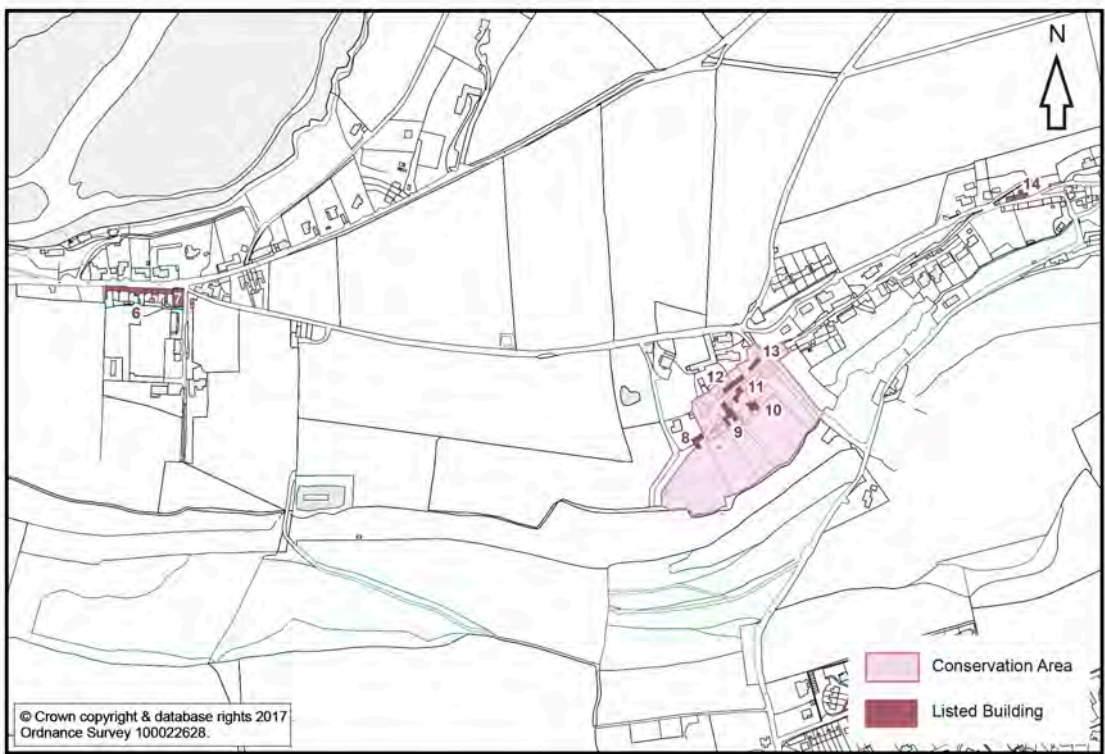 N
14
7
6
13
12
11
10
9
8
Conservation Area
Listed Building
© Crown copyright & database rights 2017
Ordnance Survey 100022628.